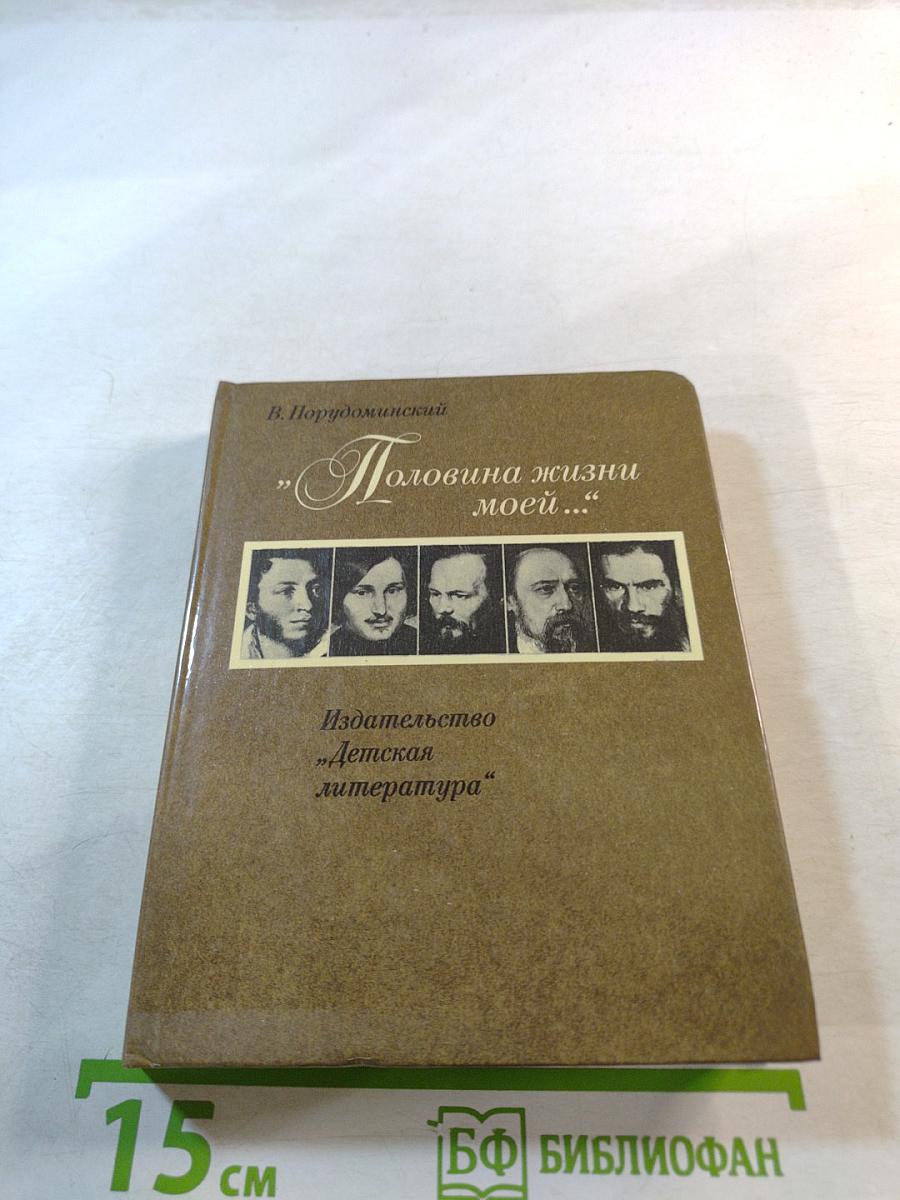 В. Порудоминский
„Половина жизни
моей...“
Издательство
„Детская
литература“
15 см
БФ БИБЛИОФАН